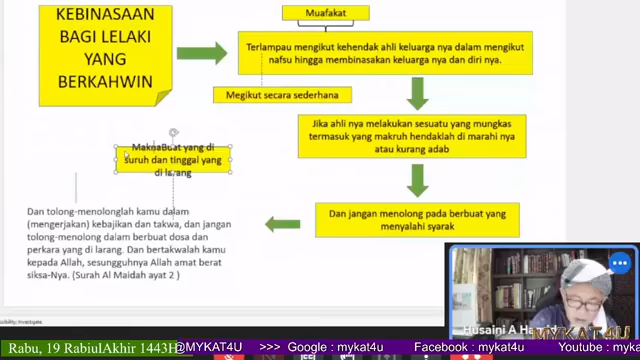 KEBINASAAN
BAGI LELAKI
YANG
BERKAHWIN
Muafakat
Terlampau mengikut kehendak ahli keluarga nya dalam mengikut
nafsu hingga membinasakan keluarga nya dan diri nya.
Megikut secara sederhana
Jika ahli nya melakukan sesuatu yang mungkas
termasuk yang makruh hendaklah di marahi nya
atau kurang adab
MaknaBuat yang di
suruh dan tinggal yang
di larang
Dan jangan menolong pada berbuat yang
menyalahi syarak
Dan tolong-menolonglah kamu dalam
(mengerjakan) kebajikan dan takwa, dan jangan
tolong-menolong dalam berbuat dosa dan
perkara yang di larang. Dan bertakwalah kamu
kepada Allah, sesungguhnya Allah amat berat
siksa-Nya. (Surah Al Maidah ayat 2 )
Husaini A
MYKAT4U
Rabu, 19 RabiulAkhir 1443H
@MYKAT4U >>> Google : mykat4u Facebook : mykat4u Youtube : myka